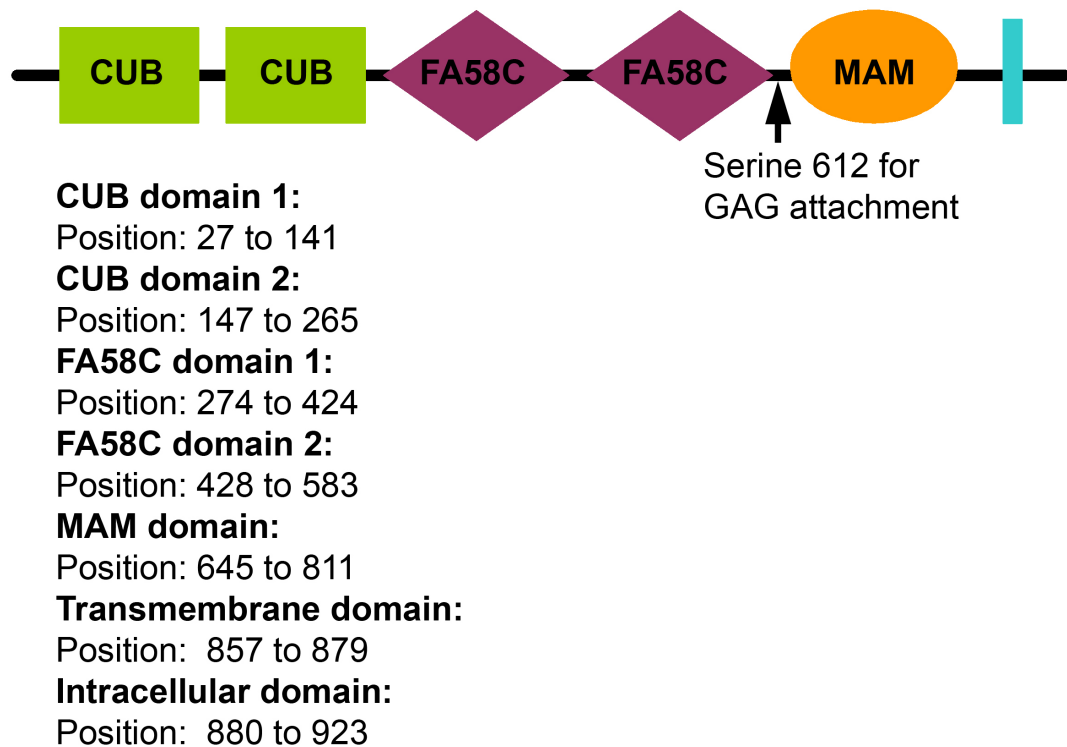 CUB CUB FA58C FA58C MAM
Serine 612 for
GAG attachment
CUB domain 1:
Position: 27 to 141
CUB domain 2:
Position: 147 to 265
FA58C domain 1:
Position: 274 to 424
FA58C domain 2:
Position: 428 to 583
MAM domain:
Position: 645 to 811
Transmembrane domain:
Position:  857 to 879
Intracellular domain:
Position:  880 to 923